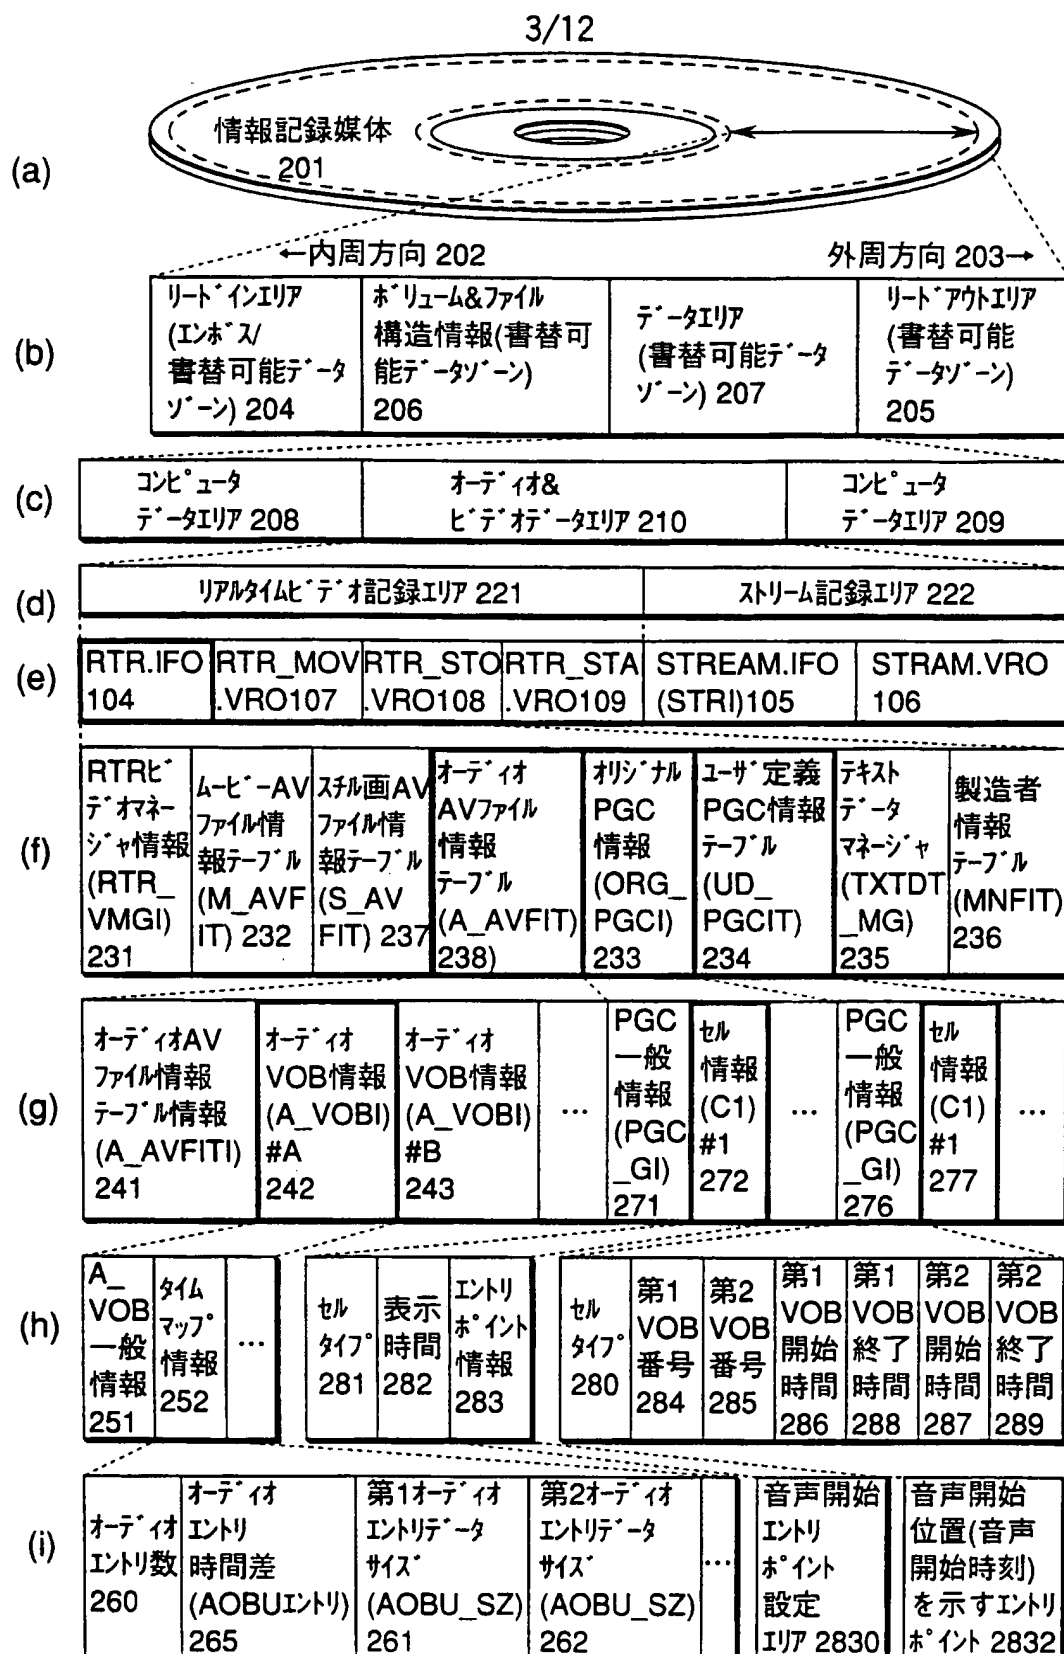 3/12
(a)
情報記録媒体
201
←内周方向 202
外周方向 203→
(b)
リードインエリア
(エンボス/
書替可能データ
ゾーン) 204
ボリューム&ファイル
構造情報(書替可
能データゾーン)
206
データエリア
(書替可能データ
ゾーン) 207
リードアウトエリア
(書替可能
データゾーン)
205
(c)
コンピュータ
データエリア 208
オーディオ&
ビデオデータエリア 210
コンピュータ
データエリア 209
(d)
リアルタイムビデオ記録エリア 221
ストリーム記録エリア 222
(e)
RTR.IFO
104
RTR_MOV
.VRO107
RTR_STO
.VRO108
RTR_STA
.VRO109
STREAM.IFO
(STRI)105
STRAM.VRO
106
(f)
RTRビ
デオマネー
ジャ情報
(RTR_
VMGI)
231
ムービーAV
ファイル情
報テーブル
(M_AVF
IT) 232
スチル画AV
ファイル情
報テーブル
(S_AV
FIT) 237
オーディオ
AVファイル
情報
テーブル
(A_AVFIT)
238)
オリジナル
PGC
情報
(ORG_
PGCI)
233
ユーザ定義
PGC情報
テーブル
(UD_
PGCIT)
234
テキスト
データ
マネージャ
(TXTDT
_MG)
235
製造者
情報
テーブル
(MNFIT)
236
(g)
オーディオAV
ファイル情報
テーブル情報
(A_AVFITI)
241
オーディオ
VOB情報
(A_VOBI)
#A
242
オーディオ
VOB情報
(A_VOBI)
#B
243
…
PGC
一般
情報
(PGC
_GI)
271
セル
情報
(C1)
#1
272
…
PGC
一般
情報
(PGC
_GI)
276
セル
情報
(C1)
#1
277
…
(h)
A_
VOB
一般
情報
251
タイム
マップ
情報
252
…
セル
タイプ
281
表示
時間
282
エントリ
ポイント
情報
283
セル
タイプ
280
第1
VOB
番号
284
第2
VOB
番号
285
第1
VOB
開始
時間
286
第1
VOB
終了
時間
288
第2
VOB
開始
時間
287
第2
VOB
終了
時間
289
(i)
オーディオ
エントリ数
260
オーディオ
エントリ
時間差
(AOBUエントリ)
265
第1オーディオ
エントリデータ
サイズ
(AOBU_SZ)
261
第2オーディオ
エントリデータ
サイズ
(AOBU_SZ)
262
…
音声開始
エントリ
ポイント
設定
エリア 2830
音声開始
位置(音声
開始時刻)
を示すエントリ
ポイント 2832